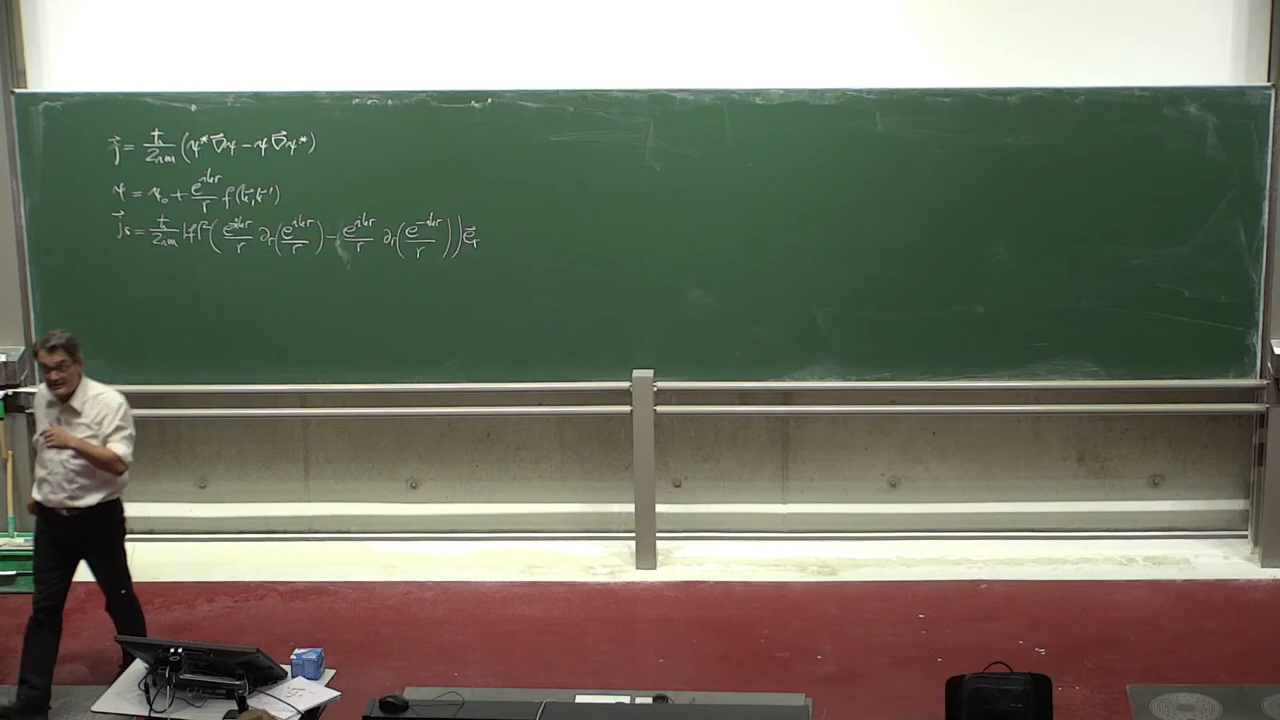 j⃗ = ℏ/2im (ψ* ∇⃗ψ - ψ ∇⃗ψ*)
ψ = ψ₀ + e^{ikr}/r f(k⃗,k⃗')
j⃗s = ℏ/2im |f|² (e^{-ikr}/r ∂r(e^{ikr}/r) - e^{ikr}/r ∂r(e^{-ikr}/r)) e⃗r